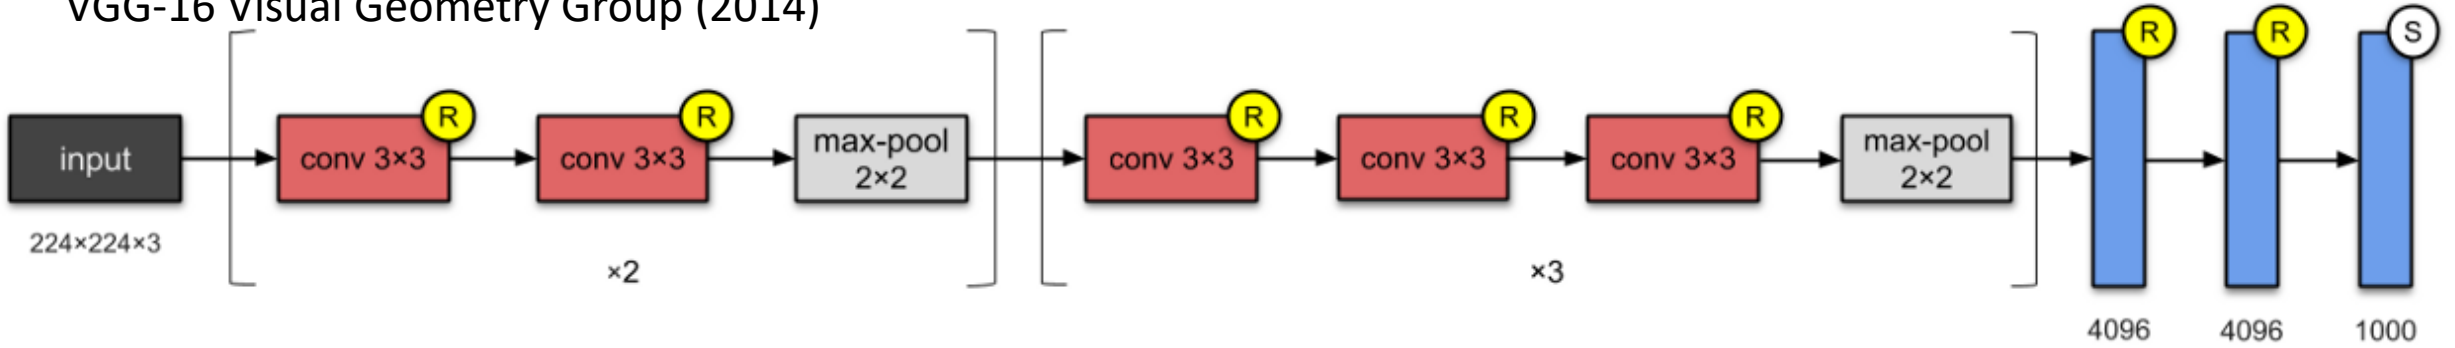 VGG-16 Visual Geometry Group (2014)
input
224×224×3
conv 3×3
R
conv 3×3
R
max-pool
2×2
×2
conv 3×3
R
conv 3×3
R
conv 3×3
R
max-pool
2×2
×3
R
4096
R
4096
S
1000